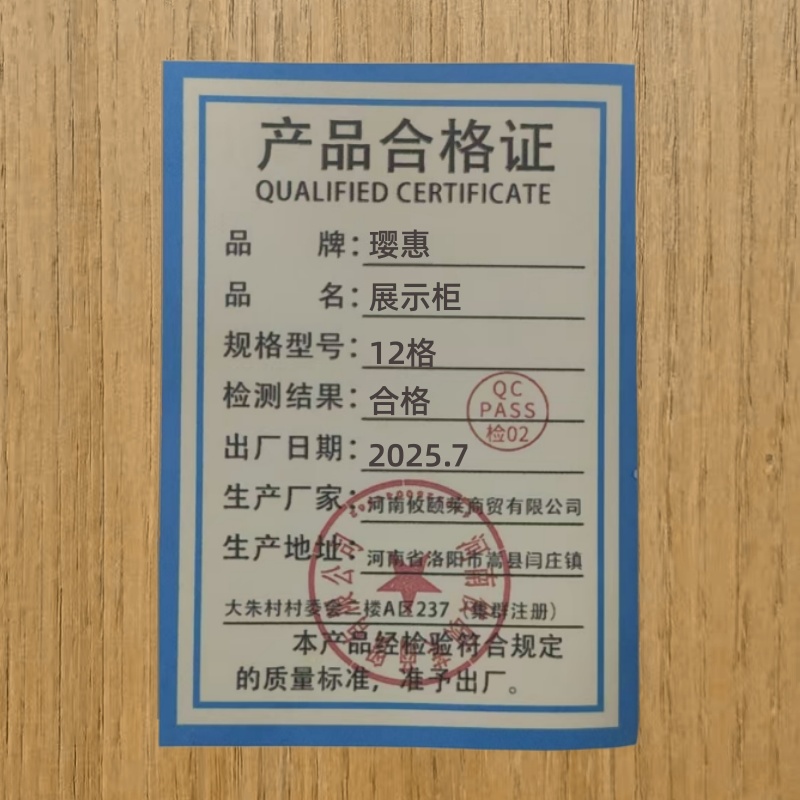 产品合格证
QUALIFIED CERTIFICATE
品 牌：璎惠
品 名：展示柜
规格型号：12格
检测结果：合格
QC
PASS
检02
出厂日期：2025.7
生产厂家：河南攸颐莱商贸有限公司
生产地址：河南省洛阳市嵩县闫庄镇
大朱村村委会二楼A区237（集群注册）
本产品经检验符合规定
的质量标准，准予出厂。